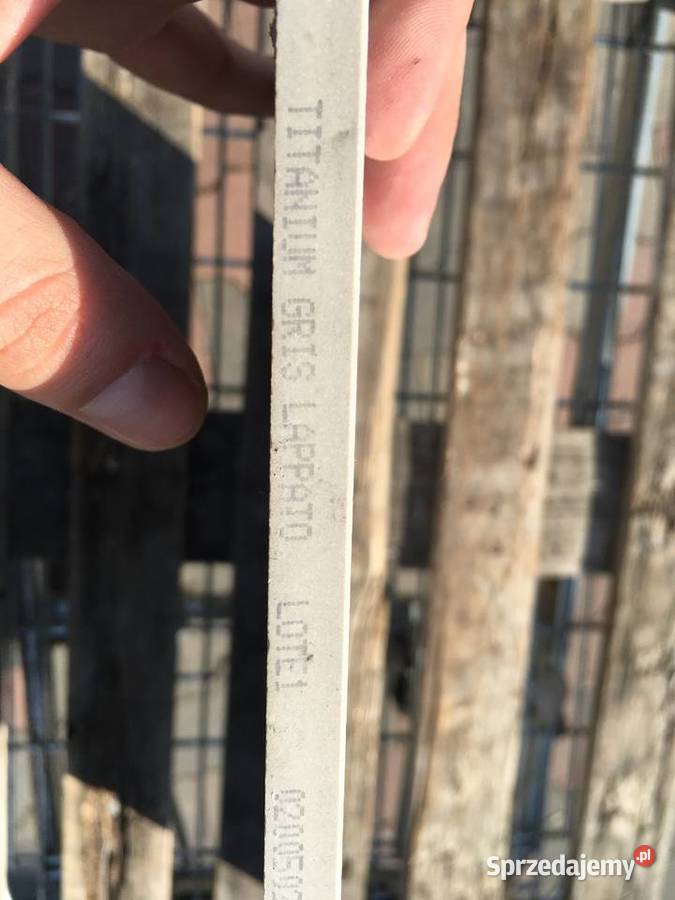 TITANIUM GRIS LAPPATO LOTE1
Sprzedajemy.pl